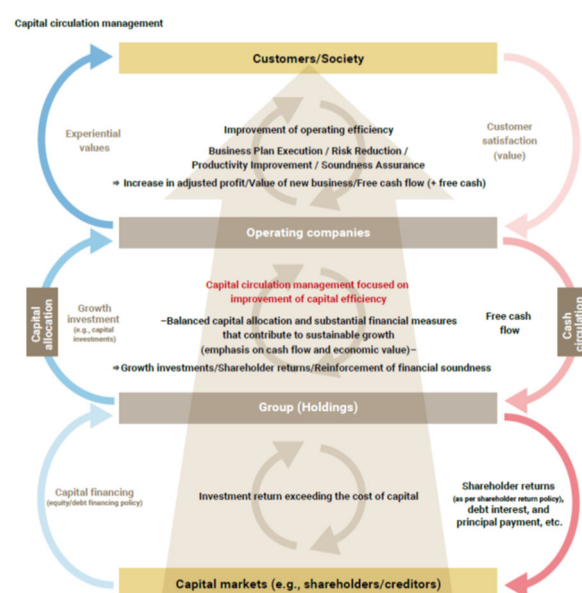 Capital circulation management
Customers/Society
Experiential
values
Improvement of operating efficiency
Business Plan Execution / Risk Reduction /
Productivity Improvement / Soundness Assurance
⇒ Increase in adjusted profit/Value of new business/Free cash flow (+ free cash)
Customer
satisfaction
(value)
Operating companies
Capital
allocation
Growth
investment
(e.g., capital
investments)
Capital circulation management focused on
improvement of capital efficiency
–Balanced capital allocation and substantial financial measures
that contribute to sustainable growth
(emphasis on cash flow and economic value)–
⇒Growth investments/Shareholder returns/Reinforcement of financial soundness
Free cash
flow
Cash
circulation
Group (Holdings)
Capital financing
(equity/debt financing policy)
Investment return exceeding the cost of capital
Shareholder returns
(as per shareholder return policy),
debt interest, and
principal payment, etc.
Capital markets (e.g., shareholders/creditors)